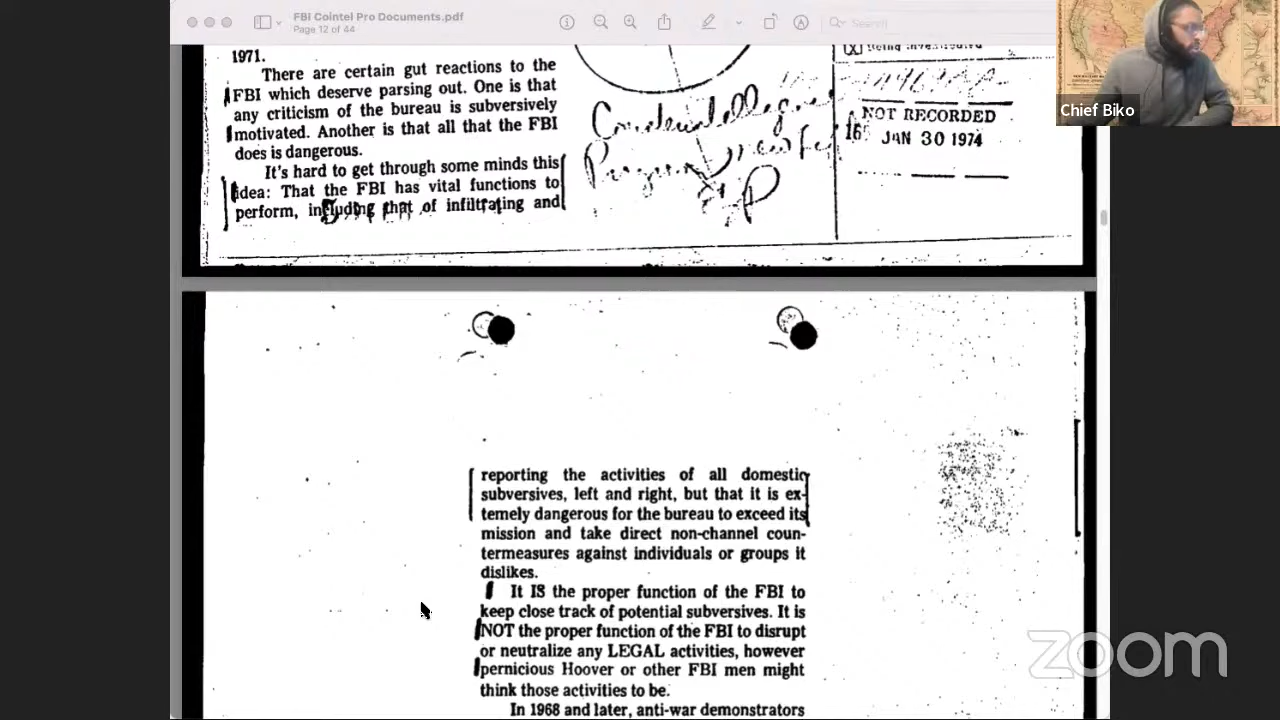 FBI Cointel Pro Documents.pdf
Page 12 of 44
Search
Chief Biko
1971.
There are certain gut reactions to the
FBI which deserve parsing out. One is that
any criticism of the bureau is subversively
motivated. Another is that all that the FBI
does is dangerous.
It's hard to get through some minds this
idea: That the FBI has vital functions to
perform, including that of infiltrating and
NOT RECORDED
JAN 30 1974
reporting the activities of all domestic
subversives, left and right, but that it is ex-
temely dangerous for the bureau to exceed its
mission and take direct non-channel coun-
termeasures against individuals or groups it
dislikes.
It IS the proper function of the FBI to
keep close track of potential subversives. It is
NOT the proper function of the FBI to disrupt
or neutralize any LEGAL activities, however
pernicious Hoover or other FBI men might
think those activities to be.
In 1968 and later, anti-war demonstrators
zoom